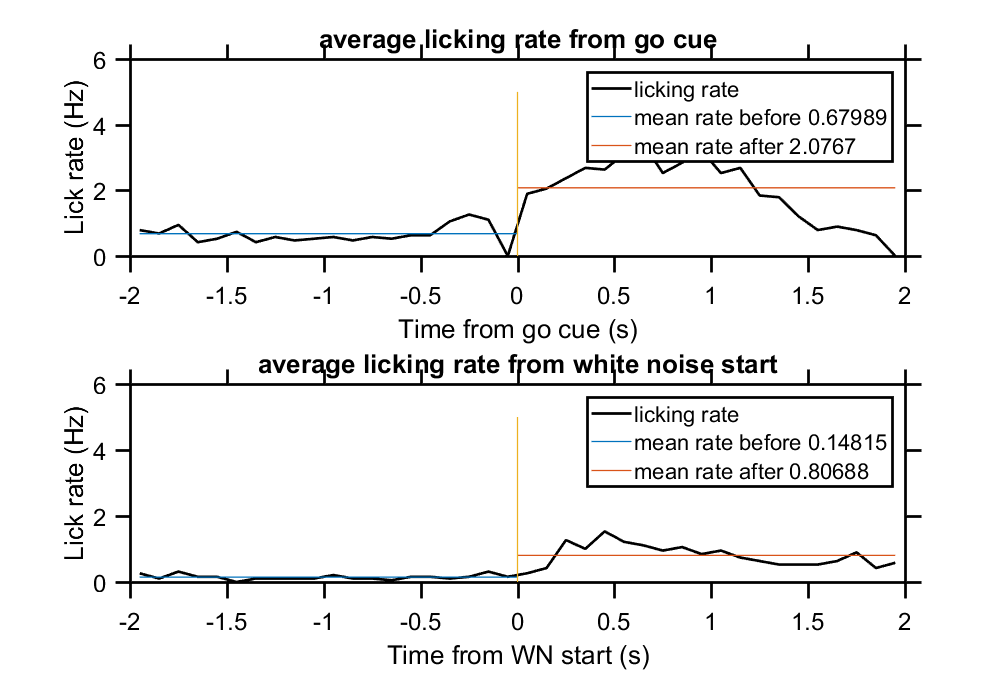 average licking rate from go cue
6
4
2
0
Lick rate (Hz)
licking rate
mean rate before 0.67989
mean rate after 2.0767
-2 -1.5 -1 -0.5 0 0.5 1 1.5 2
Time from go cue (s)
average licking rate from white noise start
6
4
2
0
Lick rate (Hz)
licking rate
mean rate before 0.14815
mean rate after 0.80688
-2 -1.5 -1 -0.5 0 0.5 1 1.5 2
Time from WN start (s)